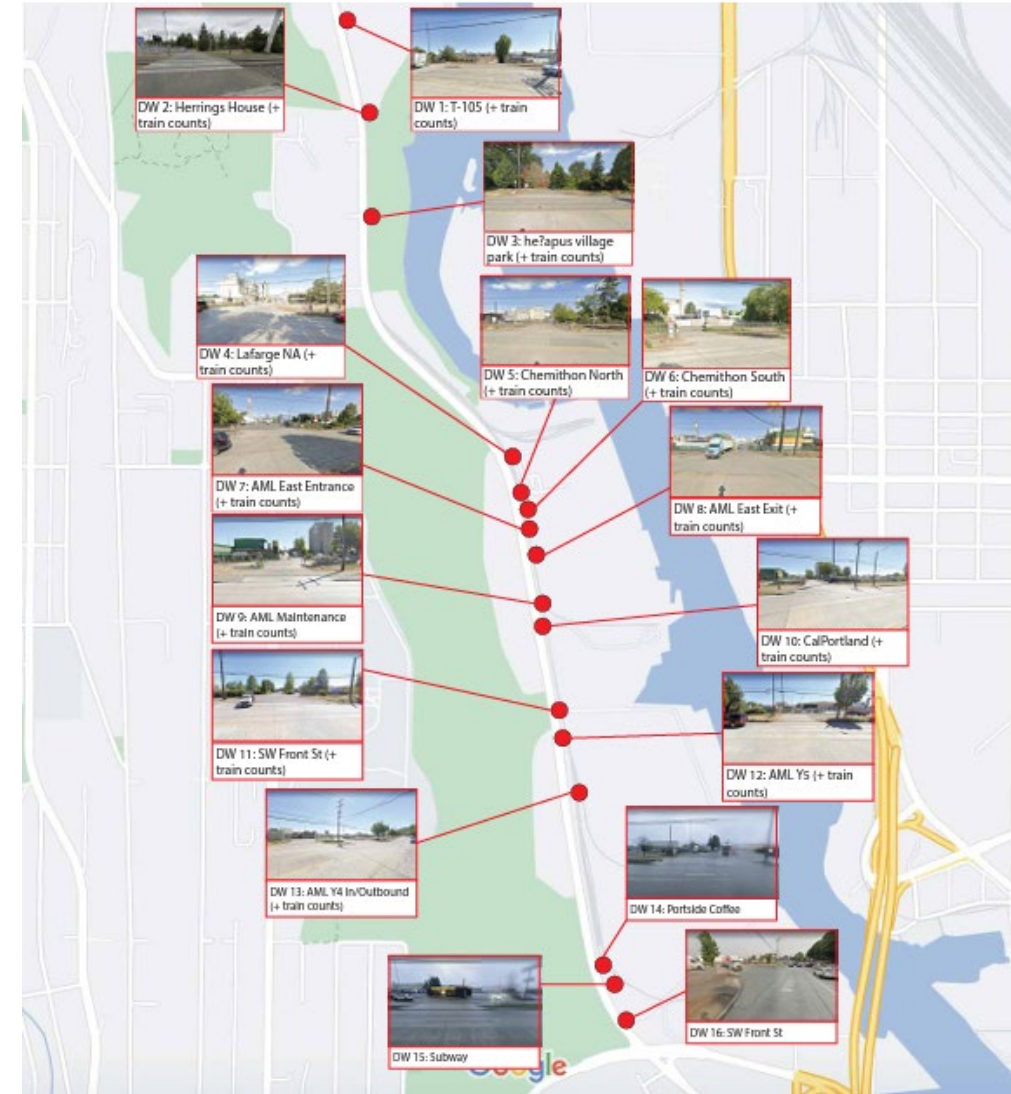 DW 2: Herrings House (+
train counts)
DW 1: T-105 (+ train
counts)
DW 3: he?apus village
park (+ train counts)
DW 4: Lafarge NA (+
train counts)
DW 5: Chemithon North
(+ train counts)
DW 6: Chemithon South
(+ train counts)
DW 7: AML East Entrance
(+ train counts)
DW 8: AML East Exit (+
train counts)
DW 9: AML Maintenance
(+ train counts)
DW 10: CalPortland (+
train counts)
DW 11: SW Front St (+
train counts)
DW 12: AML Y5 (+ train
counts)
DW 13: AML Y4 In/Outbound
(+ train counts)
DW 14: Portside Coffee
DW 15: Subway
DW 16: SW Front St
Google